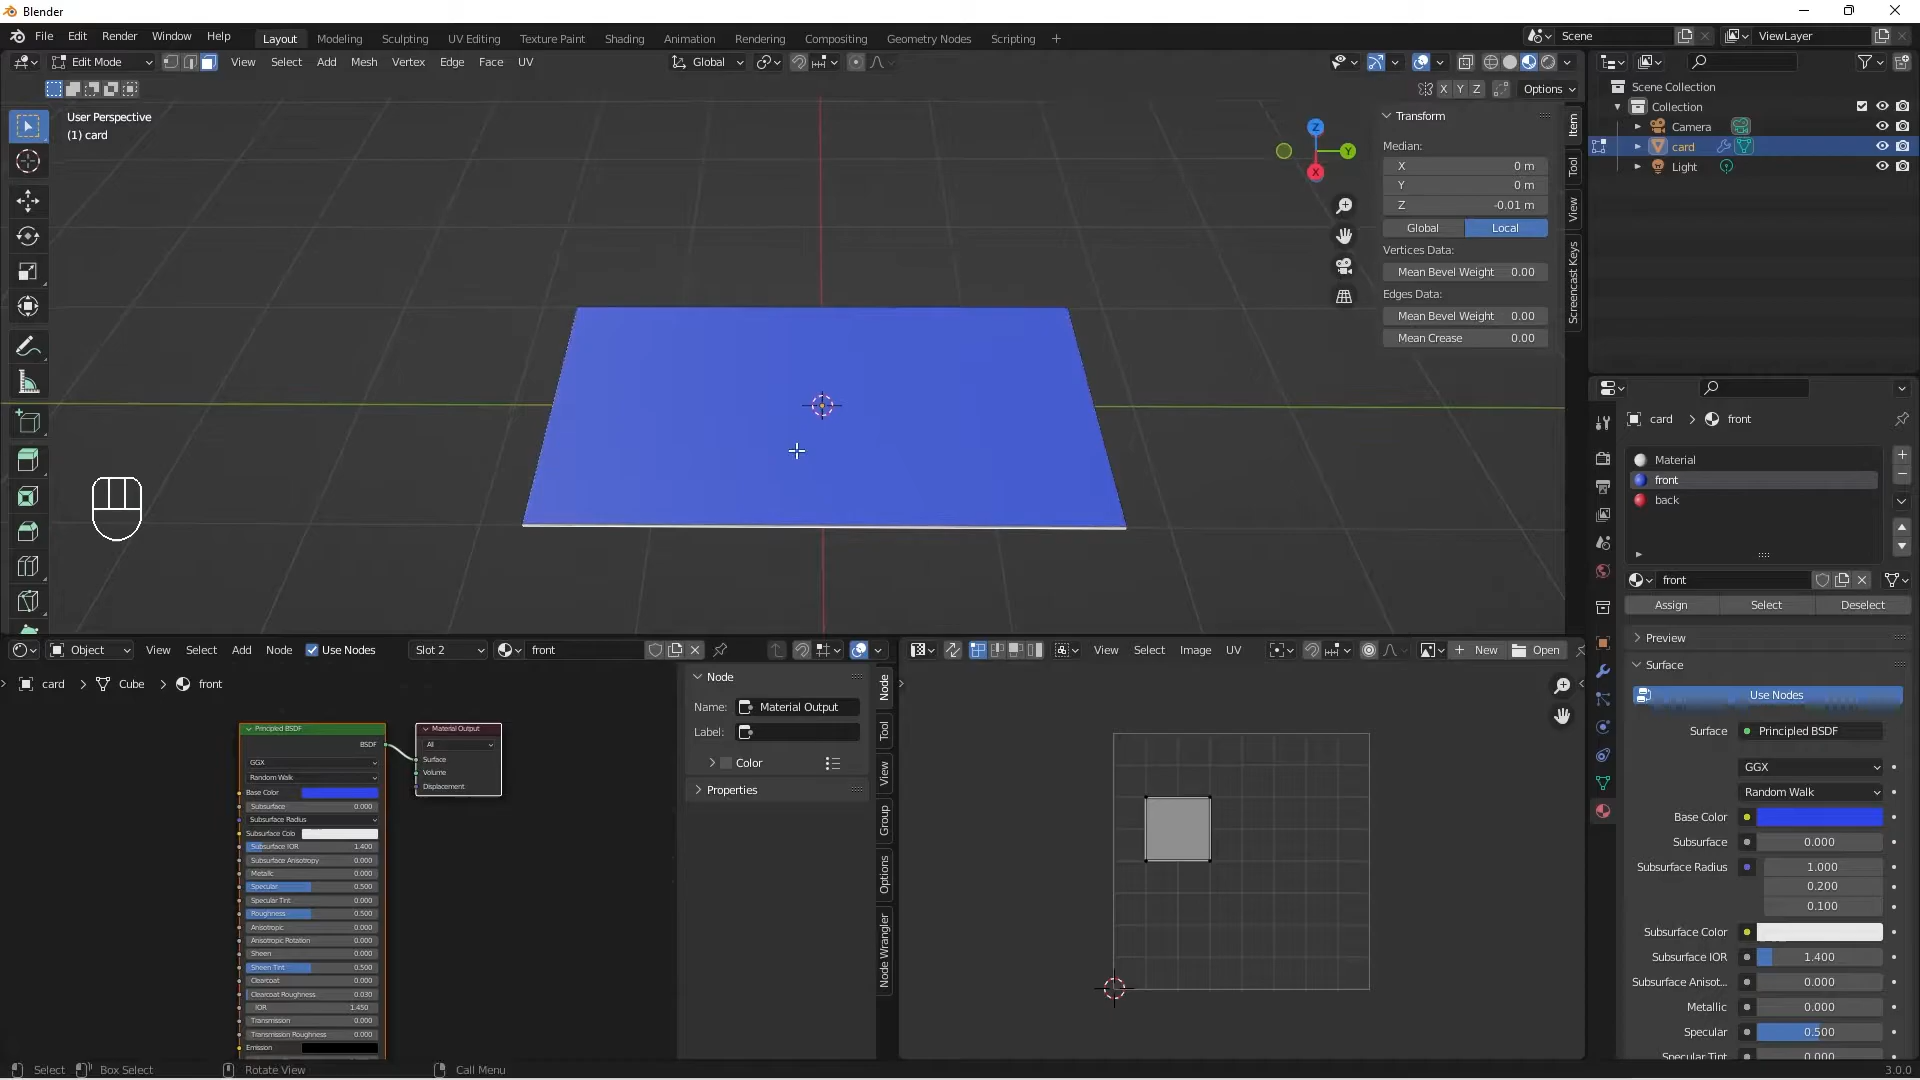 Blender
File Edit Render Window Help
Layout Modeling Sculpting UV Editing Texture Paint Shading Animation Rendering Compositing Geometry Nodes Scripting +
Scene
ViewLayer
Edit Mode View Select Add Mesh Vertex Edge Face UV
Global
X Y Z
Options
User Perspective
(1) card
Z
Y
X
Transform
Median:
X 0 m
Y 0 m
Z -0.01 m
Global Local
Vertices Data:
Mean Bevel Weight 0.00
Edges Data:
Mean Bevel Weight 0.00
Mean Crease 0.00
Item
Tool
View
Screencast Keys
Scene Collection
Collection
Camera
card
Light
card > front
Material
front
back
front
Assign Select Deselect
Preview
Surface
Use Nodes
Surface Principled BSDF
GGX
Random Walk
Base Color
Subsurface 0.000
Subsurface Radius 1.000
0.200
0.100
Subsurface Color
Subsurface IOR 1.400
Subsurface Anisot... 0.000
Metallic 0.000
Specular 0.500
Specular Tint 0.000
Object View Select Add Node Use Nodes Slot 2 front
card > Cube > front
Principled BSDF
BSDF
GGX
Random Walk
Base Color
Subsurface 0.000
Subsurface Radius
Subsurface Colo
Subsurface IOR 1.400
Subsurface Anisotropy 0.000
Metallic 0.000
Specular 0.500
Specular Tint 0.000
Roughness 0.500
Anisotropic 0.000
Anisotropic Rotation 0.000
Sheen 0.000
Sheen Tint 0.500
Clearcoat 0.000
Clearcoat Roughness 0.030
IOR 1.450
Transmission 0.000
Transmission Roughness 0.000
Emission
Material Output
All
Surface
Volume
Displacement
Node
Name: Material Output
Label:
Color
Properties
Node
Tool
View
Group
Options
Node Wrangler
View Select Image UV
+ New Open
Select Box Select Rotate View Call Menu
3.0.0